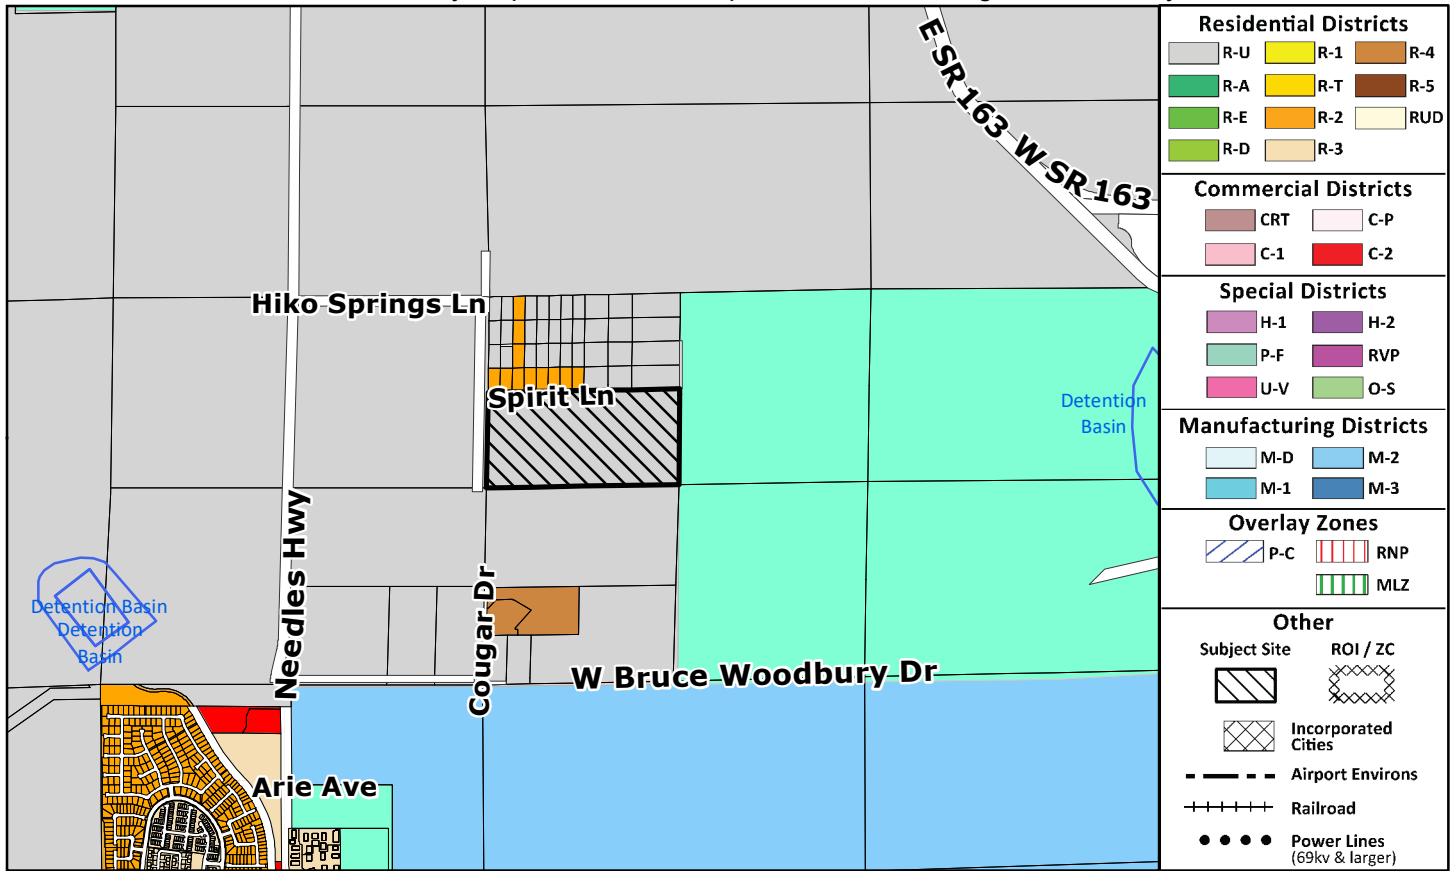 E SR 163
W SR 163
Hiko Springs Ln
Spirit Ln
Detention
Basin
Needles Hwy
Cougar Dr
Detention Basin
Detention
Basin
W Bruce Woodbury Dr
Arie Ave
Residential Districts
R-U R-1 R-4
R-A R-T R-5
R-E R-2 RUD
R-D R-3
Commercial Districts
CRT C-P
C-1 C-2
Special Districts
H-1 H-2
P-F RVP
U-V O-S
Manufacturing Districts
M-D M-2
M-1 M-3
Overlay Zones
P-C RNP
MLZ
Other
Subject Site ROI / ZC
Incorporated
Cities
Airport Environs
Railroad
Power Lines
(69kv & larger)